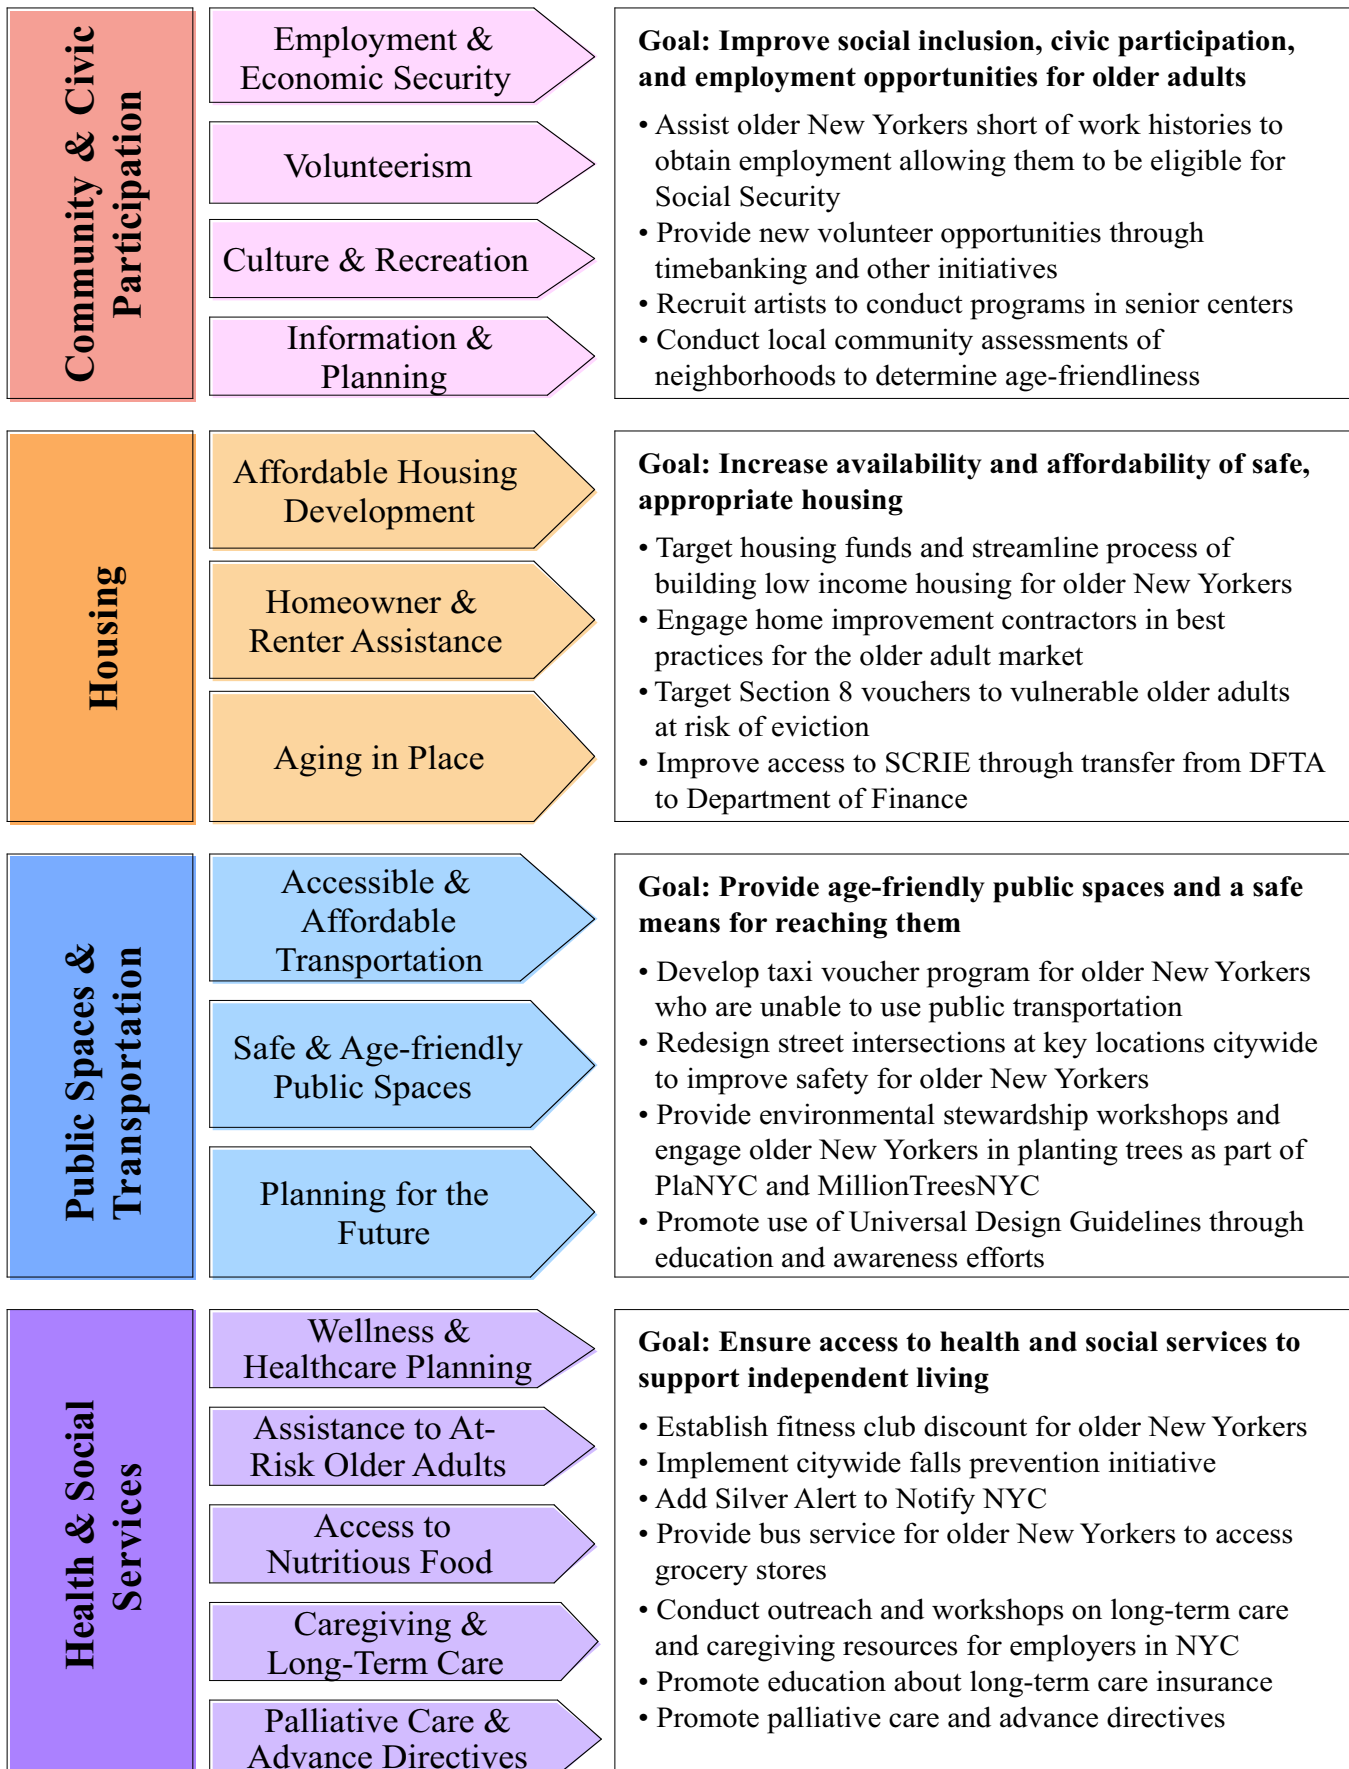 Community & Civic
Participation
Employment &
Economic Security
Volunteerism
Culture & Recreation
Information &
Planning
Goal: Improve social inclusion, civic participation,
and employment opportunities for older adults
• Assist older New Yorkers short of work histories to
obtain employment allowing them to be eligible for
Social Security
• Provide new volunteer opportunities through
timebanking and other initiatives
• Recruit artists to conduct programs in senior centers
• Conduct local community assessments of
neighborhoods to determine age-friendliness
Housing
Affordable Housing
Development
Homeowner &
Renter Assistance
Aging in Place
Goal: Increase availability and affordability of safe,
appropriate housing
• Target housing funds and streamline process of
building low income housing for older New Yorkers
• Engage home improvement contractors in best
practices for the older adult market
• Target Section 8 vouchers to vulnerable older adults
at risk of eviction
• Improve access to SCRIE through transfer from DFTA
to Department of Finance
Public Spaces &
Transportation
Accessible &
Affordable
Transportation
Safe & Age-friendly
Public Spaces
Planning for the
Future
Goal: Provide age-friendly public spaces and a safe
means for reaching them
• Develop taxi voucher program for older New Yorkers
who are unable to use public transportation
• Redesign street intersections at key locations citywide
to improve safety for older New Yorkers
• Provide environmental stewardship workshops and
engage older New Yorkers in planting trees as part of
PlaNYC and MillionTreesNYC
• Promote use of Universal Design Guidelines through
education and awareness efforts
Health & Social
Services
Wellness &
Healthcare Planning
Assistance to At-
Risk Older Adults
Access to
Nutritious Food
Caregiving &
Long-Term Care
Palliative Care &
Advance Directives
Goal: Ensure access to health and social services to
support independent living
• Establish fitness club discount for older New Yorkers
• Implement citywide falls prevention initiative
• Add Silver Alert to Notify NYC
• Provide bus service for older New Yorkers to access
grocery stores
• Conduct outreach and workshops on long-term care
and caregiving resources for employers in NYC
• Promote education about long-term care insurance
• Promote palliative care and advance directives